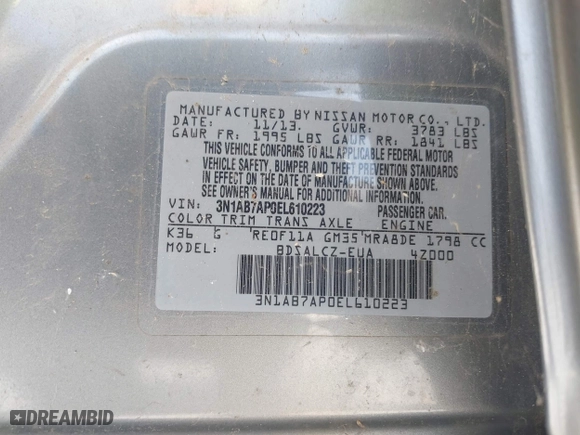 MANUFACTURED BY NISSAN MOTOR CO., LTD.
DATE: 11/13. GVWR: 3783 LBS
GAWR FR: 1995 LBS GAWR RR: 1841 LBS
THIS VEHICLE CONFORMS TO ALL APPLICABLE FEDERAL MOTOR
VEHICLE SAFETY, BUMPER AND THEFT PREVENTION STANDARDS
IN EFFECT ON THE DATE OF MANUFACTURE SHOWN ABOVE.
SEE OWNER'S MANUAL FOR ADDITIONAL INFORMATION.
VIN: 3N1AB7AP0EL610223 PASSENGER CAR.
COLOR TRIM TRANS AXLE ENGINE
K36 G RE0F11A GM35 MRA8DE 1798 CC
MODEL: BDSALCZ-EUA 4Z000
3N1AB7AP0EL610223
DREAMBID